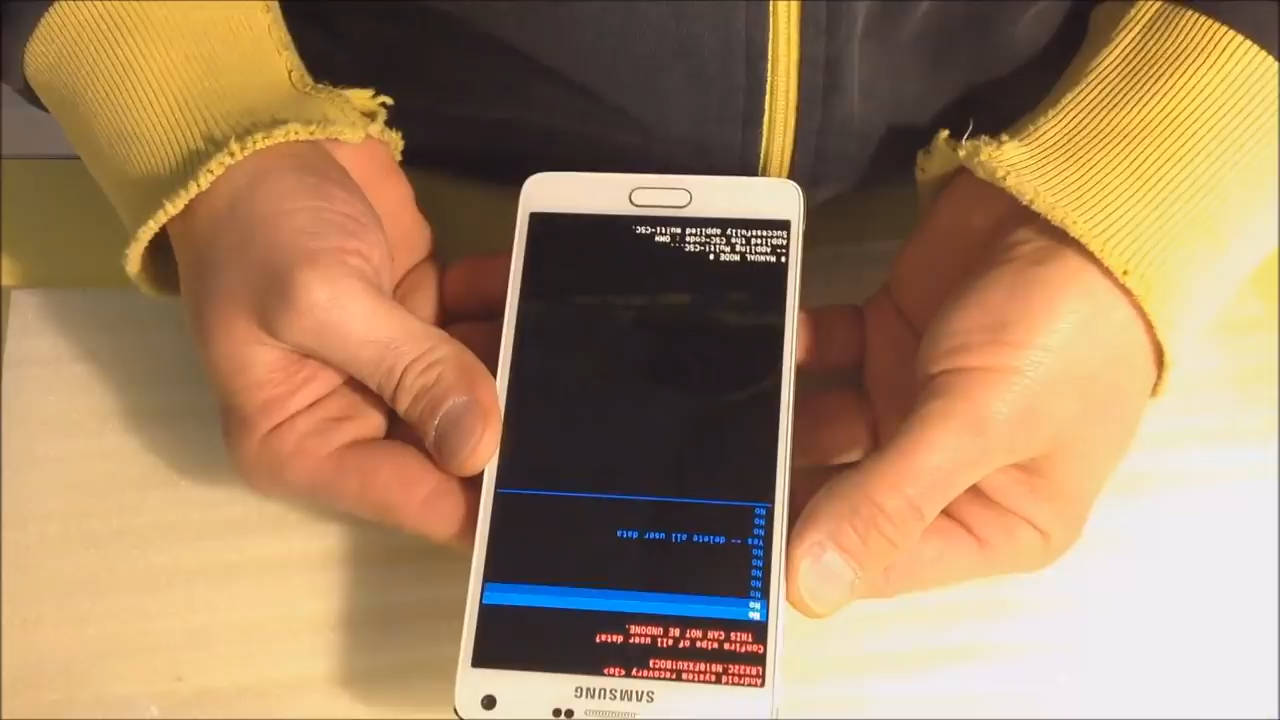 SAMSUNG
Android system recovery <3e>
LRX22C.N910FXXU1BOC3
Confirm wipe of all user data?
THIS CAN NOT BE UNDONE.
No
No
No
No
No
No
No
Yes -- delete all user data
No
No
No
# MANUAL MODE #
-- Appling Multi-CSC...
Applied the CSC-code : OMN
Successfully applied multi-CSC.